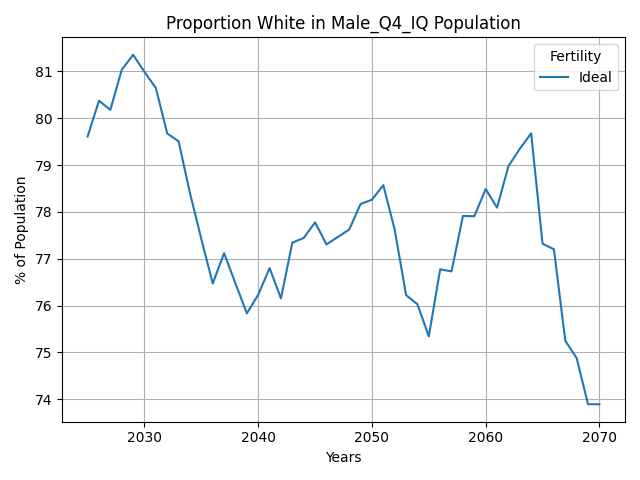 Proportion White in Male_Q4_IQ Population
Fertility
Ideal
% of Population
81
80
79
78
77
76
75
74
2030 2040 2050 2060 2070
Years